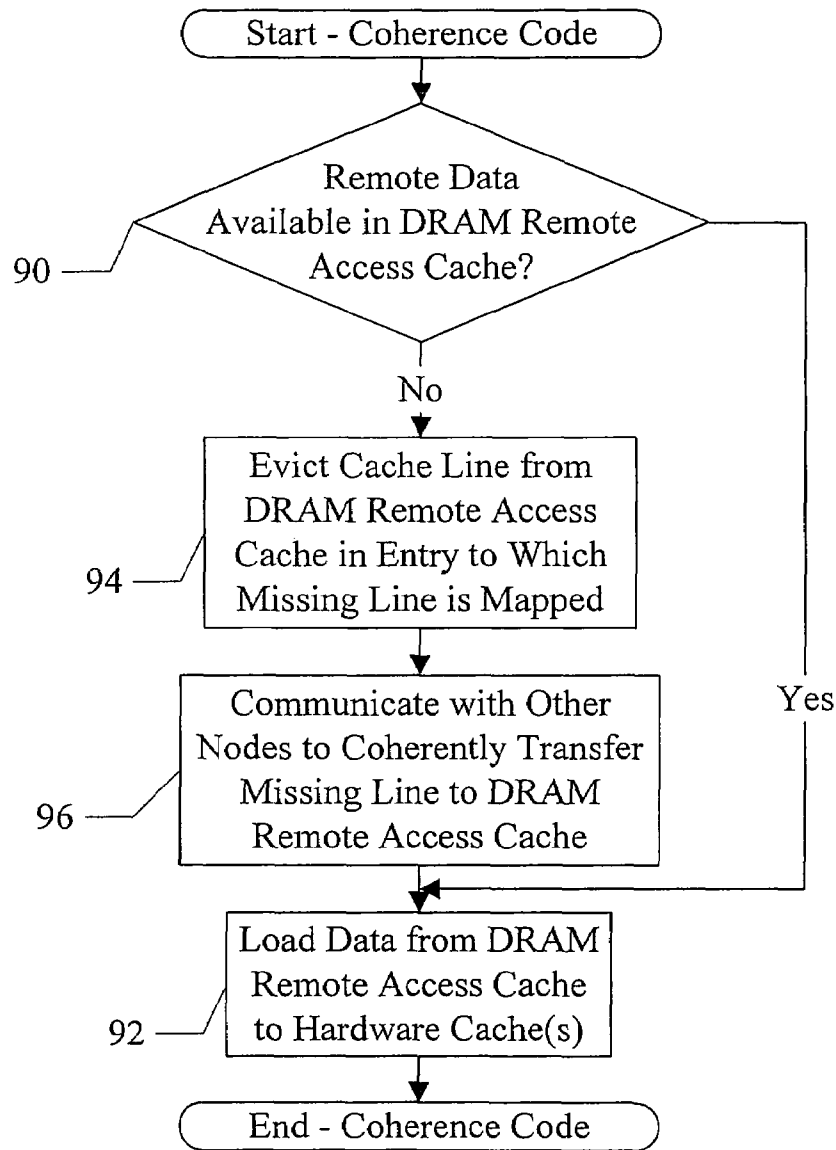 Start - Coherence Code
Remote Data
Available in DRAM Remote
Access Cache?
90
No
Evict Cache Line from
DRAM Remote Access
Cache in Entry to Which
Missing Line is Mapped
94
Yes
Communicate with Other
Nodes to Coherently Transfer
Missing Line to DRAM
Remote Access Cache
96
Load Data from DRAM
Remote Access Cache
to Hardware Cache(s)
92
End - Coherence Code